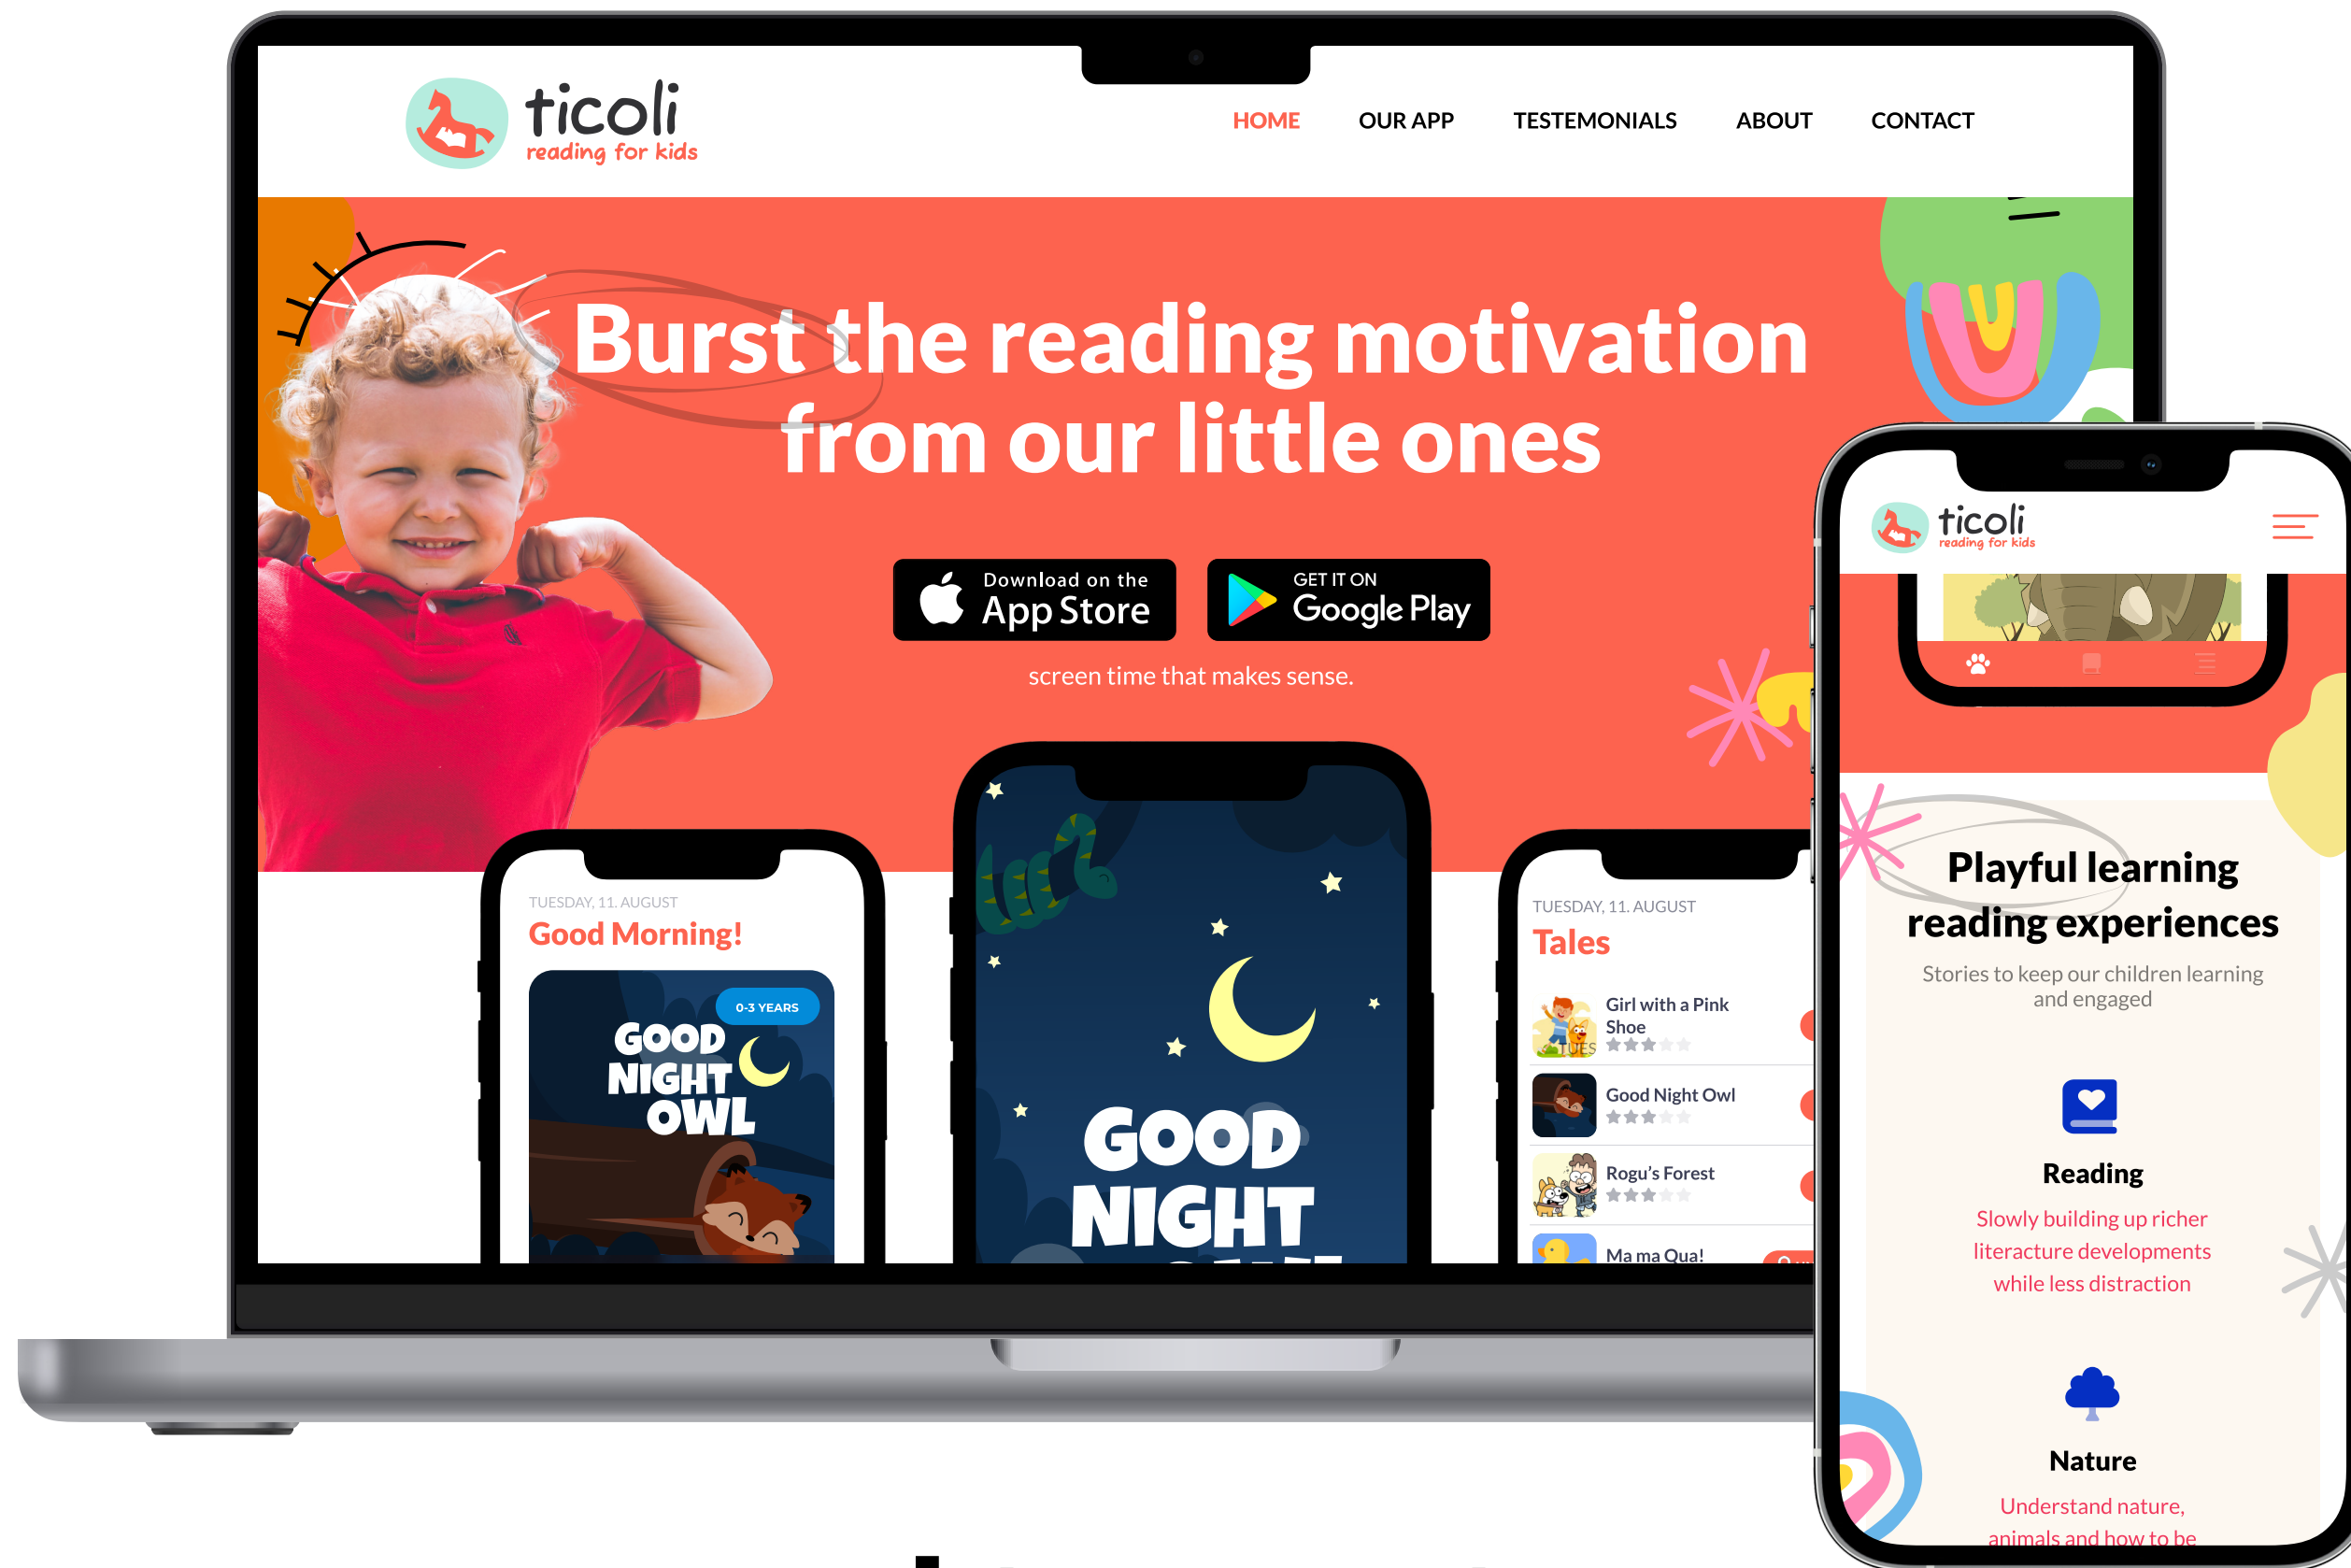 ticoli
reading for kids
HOME
OUR APP
TESTEMONIALS
ABOUT
CONTACT
Burst the reading motivation
from our little ones
Download on the
App Store
GET IT ON
Google Play
screen time that makes sense.
TUESDAY, 11. AUGUST
Good Morning!
0-3 YEARS
GOOD
NIGHT
OWL
GOOD
NIGHT
TUESDAY, 11. AUGUST
Tales
Girl with a Pink
Shoe
TUES
Good Night Owl
Rogu's Forest
Ma ma Qua!
ticoli
reading for kids
Playful learning
reading experiences
Stories to keep our children learning
and engaged
Reading
Slowly building up richer
literacture developments
while less distraction
Nature
Understand nature,
animals and how to be